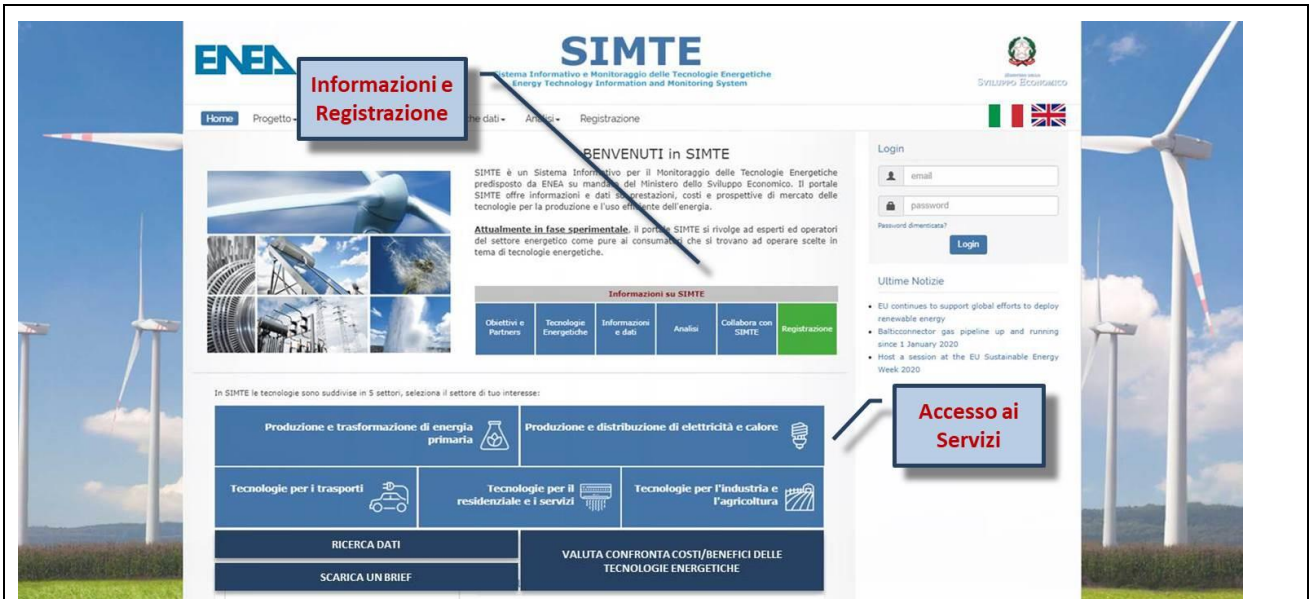 ENEA
SIMTE
Sistema Informativo e Monitoraggio delle Tecnologie Energetiche
Energy Technology Information and Monitoring System
SVILUPPO ECONOMICO
Informazioni e
Registrazione
Home Progetto che dati Analisi Registrazione
BENVENUTI in SIMTE
SIMTE è un Sistema Informativo per il Monitoraggio delle Tecnologie Energetiche
predisposto da ENEA su mandato del Ministero dello Sviluppo Economico. Il portale
SIMTE offre informazioni e dati su prestazioni, costi e prospettive di mercato delle
tecnologie per la produzione e l'uso efficiente dell'energia.
Attualmente in fase sperimentale, il portale SIMTE si rivolge ad esperti ed operatori
del settore energetico come pure ai consumatori che si trovano ad operare scelte in
tema di tecnologie energetiche.
Informazioni su SIMTE
Obiettivi e
Partners
Tecnologie
Energetiche
Informazioni
e dati
Analisi
Collabora con
SIMTE
Registrazione
Login
email
password
Password dimenticata?
Login
Ultime Notizie
EU continues to support global efforts to deploy
renewable energy
Balticconnector gas pipeline up and running
since 1 January 2020
Host a session at the EU Sustainable Energy
Week 2020
In SIMTE le tecnologie sono suddivise in 5 settori, seleziona il settore di tuo interesse:
Produzione e trasformazione di energia
primaria
Produzione e distribuzione di elettricità e calore
Accesso ai
Servizi
Tecnologie per i trasporti
Tecnologie per il
residenziale e i servizi
Tecnologie per l'industria e
l'agricoltura
RICERCA DATI
SCARICA UN BRIEF
VALUTA CONFRONTA COSTI/BENEFICI DELLE
TECNOLOGIE ENERGETICHE